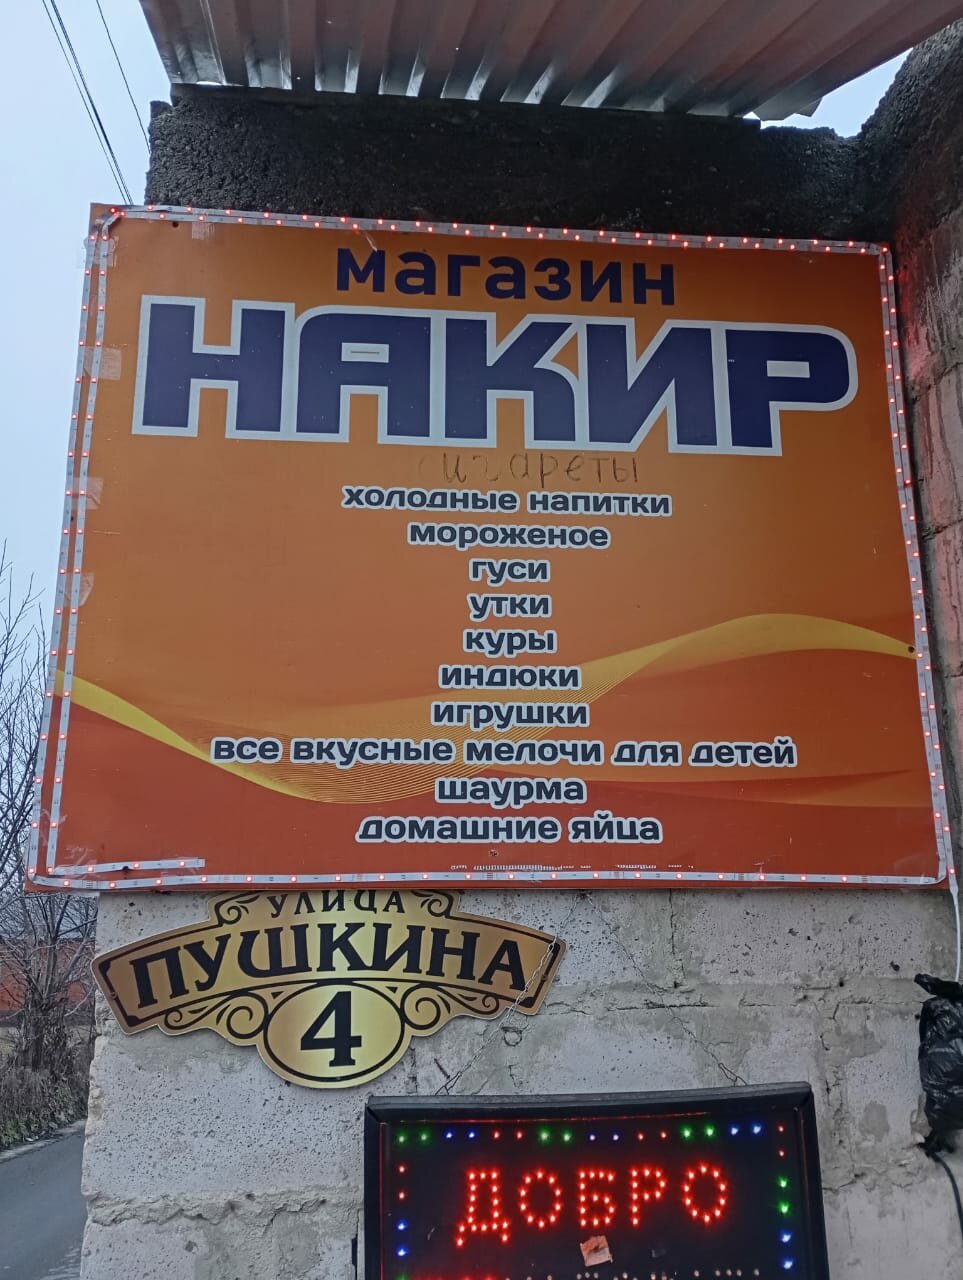 магазин
НАКИР
сигареты
холодные напитки
мороженое
гуси
утки
куры
индюки
игрушки
все вкусные мелочи для детей
шаурма
домашние яйца
УЛИЦА
ПУШКИНА
4
ДОБРО